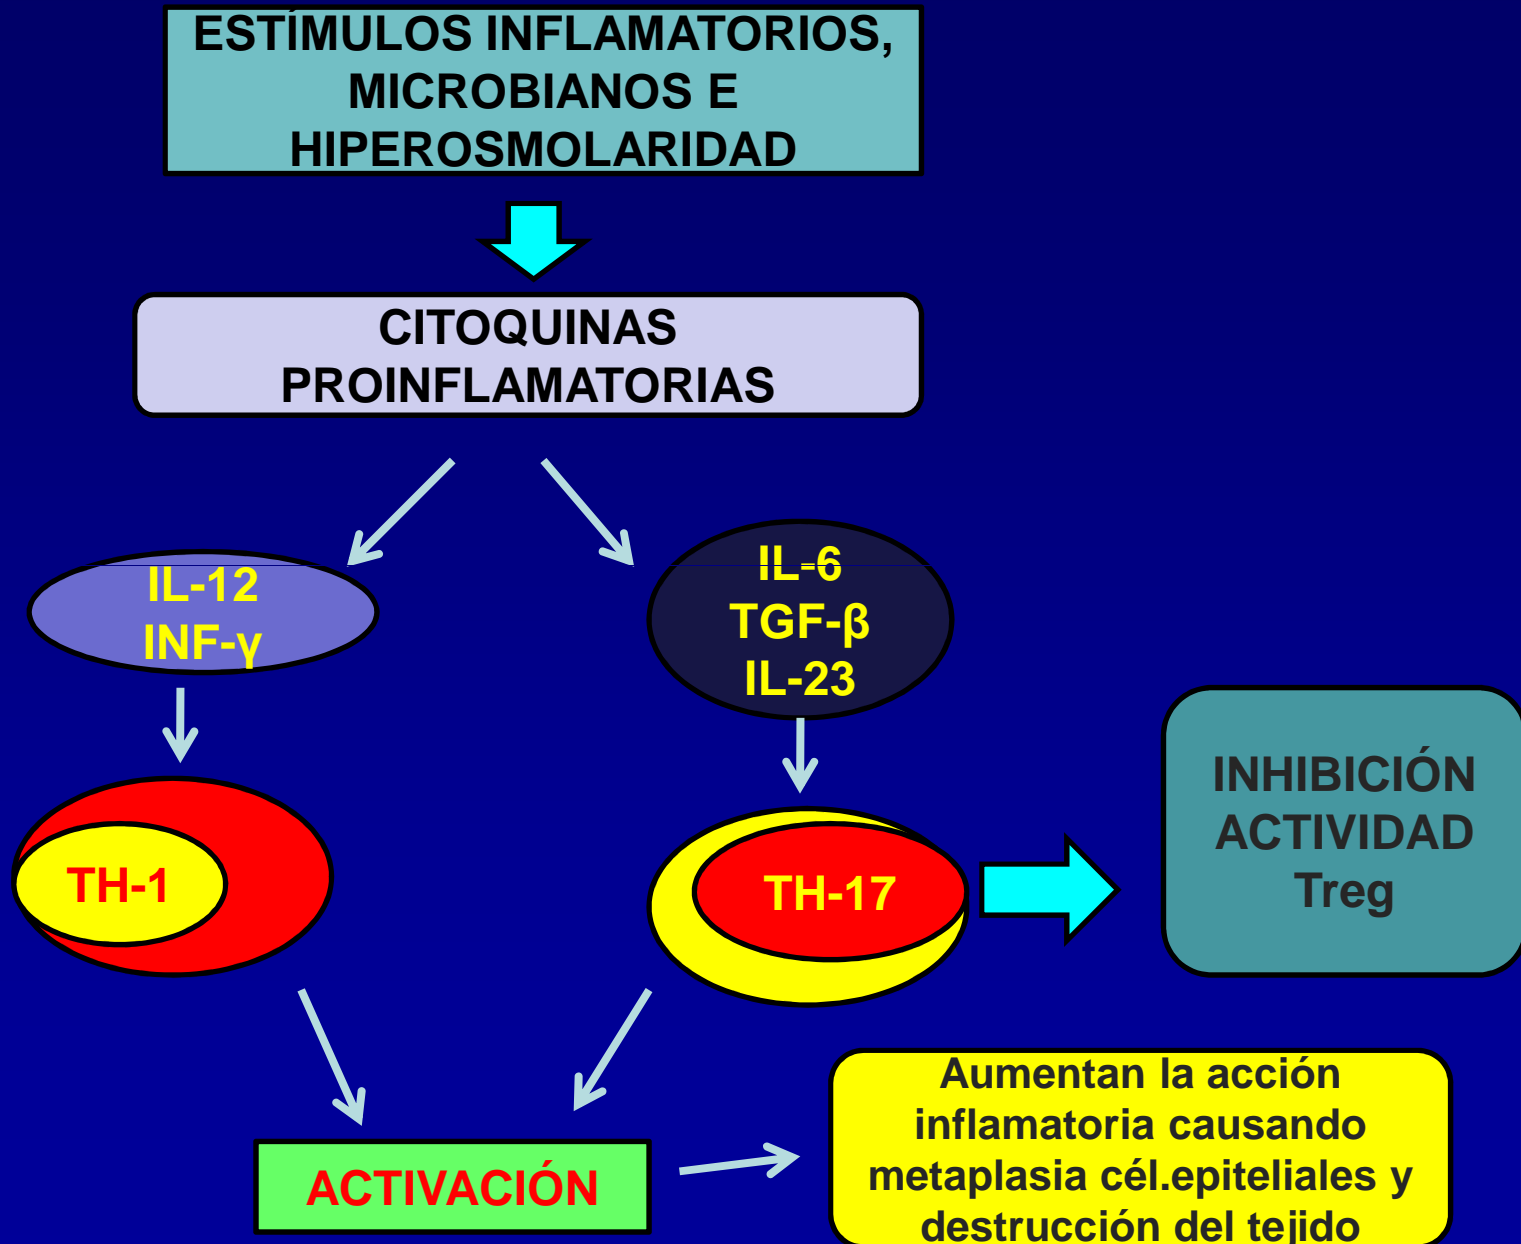 ESTÍMULOS INFLAMATORIOS,
MICROBIANOS E
HIPEROSMOLARIDAD
CITOQUINAS
PROINFLAMATORIAS
IL-12
INF-γ
IL-6
TGF-β
IL-23
TH-1
TH-17
INHIBICIÓN
ACTIVIDAD
Treg
ACTIVACIÓN
Aumentan la acción
inflamatoria causando
metaplasia cél.epiteliales y
destrucción del tejido